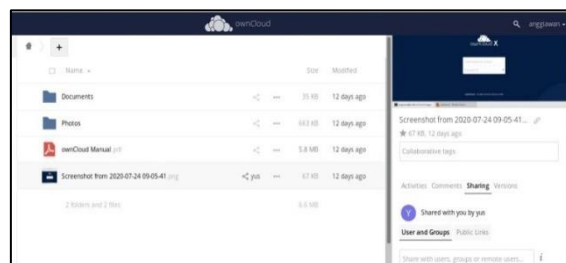 ownCloud
anggiawan
+
Name
Size
Modified
Documents
35 KB
12 days ago
Photos
663 KB
12 days ago
ownCloud Manual.pdf
5.8 MB
12 days ago
Screenshot from 2020-07-24 09-05-41.png
yus
67 KB
12 days ago
2 folders and 2 files
6.6 MB
ownCloud X
Screenshot from 2020-07-24 09-05-41...
67 KB, 12 days ago
Collaborative tags
Activities Comments Sharing Versions
Y
Shared with you by yus
User and Groups
Public Links
Share with users, groups or remote users...
i